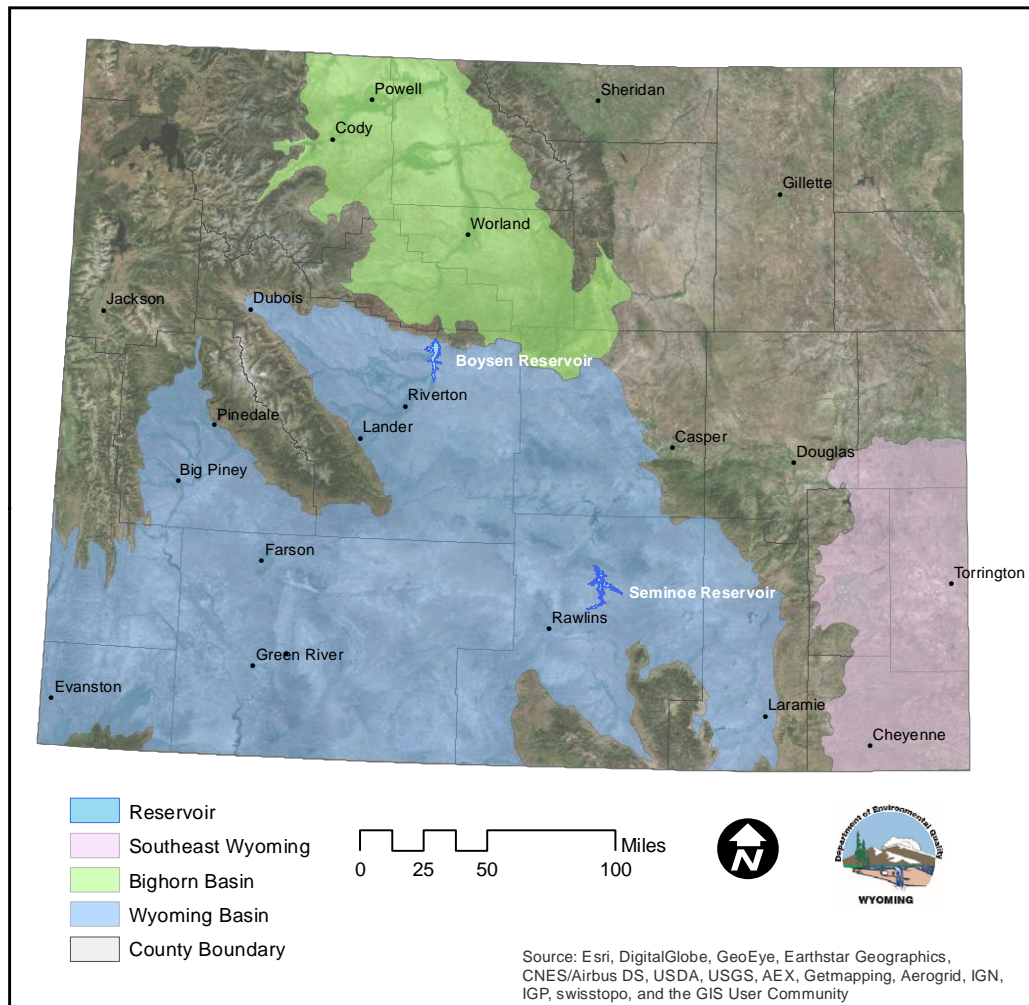 Powell
Sheridan
Cody
Gillette
Worland
Dubois
Jackson
Boysen Reservoir
Riverton
Pinedale
Lander
Casper
Douglas
Big Piney
Farson
Torrington
Seminoe Reservoir
Rawlins
Green River
Evanston
Laramie
Cheyenne
Reservoir
Southeast Wyoming
Bighorn Basin
Wyoming Basin
County Boundary
Miles
0 25 50 100
N
Department of Environmental Quality
WYOMING
Source: Esri, DigitalGlobe, GeoEye, Earthstar Geographics,
CNES/Airbus DS, USDA, USGS, AEX, Getmapping, Aerogrid, IGN,
IGP, swisstopo, and the GIS User Community